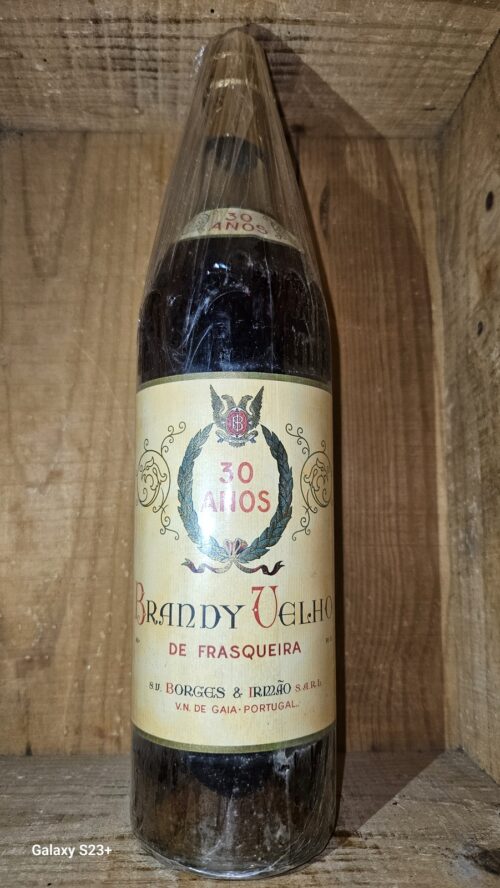 30
ANOS
30
ANOS
BRANDY VELHO
DE FRASQUEIRA
S.V. BORGES & IRMÃO S.A.R.L.
V.N. DE GAIA - PORTUGAL.
Galaxy S23+